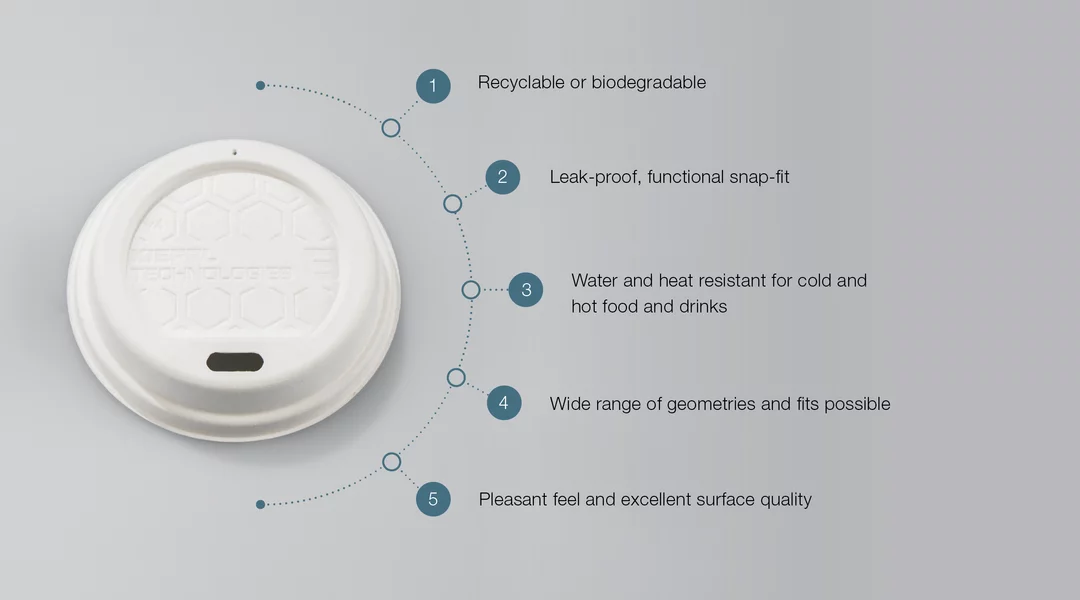 1
Recyclable or biodegradable
2
Leak-proof, functional snap-fit
3
Water and heat resistant for cold and
hot food and drinks
4
Wide range of geometries and fits possible
5
Pleasant feel and excellent surface quality
TECHNOLOGIES